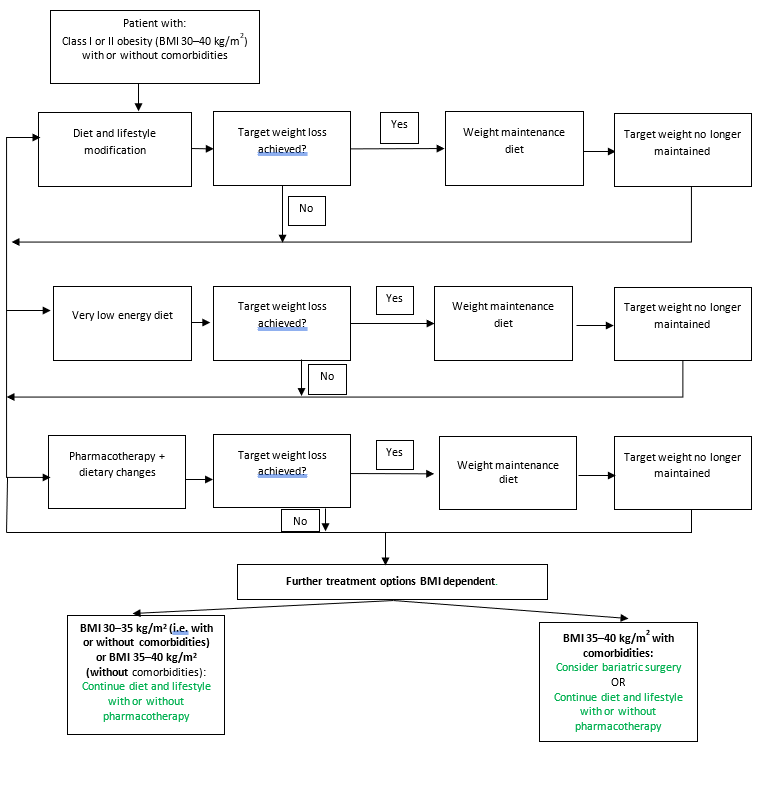 Patient with:
Class I or II obesity (BMI 30–40 kg/m²)
with or without comorbidities
Diet and lifestyle
modification
Target weight loss
achieved?
Yes
Weight maintenance
diet
Target weight no longer
maintained
No
Very low energy diet
Target weight loss
achieved?
Yes
Weight maintenance
diet
Target weight no longer
maintained
No
Pharmacotherapy +
dietary changes
Target weight loss
achieved?
Yes
Weight maintenance
diet
Target weight no longer
maintained
No
Further treatment options BMI dependent.
BMI 30–35 kg/m² (i.e. with
or without comorbidities)
or BMI 35–40 kg/m²
(without comorbidities):
Continue diet and lifestyle
with or without
pharmacotherapy
BMI 35–40 kg/m² with
comorbidities:
Consider bariatric surgery
OR
Continue diet and lifestyle
with or without
pharmacotherapy